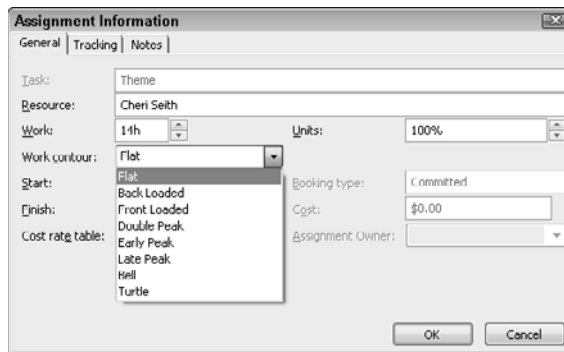 Assignment Information
General Tracking Notes
Task: Theme
Resource: Cheri Seith
Work: 14h Units: 100%
Work contour: Flat
Flat
Start: Booking type: Committed
Back Loaded
Finish: Front Loaded Cost: $0.00
Double Peak
Cost rate table: Early Peak Assignment Owner:
Late Peak
Bell
Turtle
OK Cancel